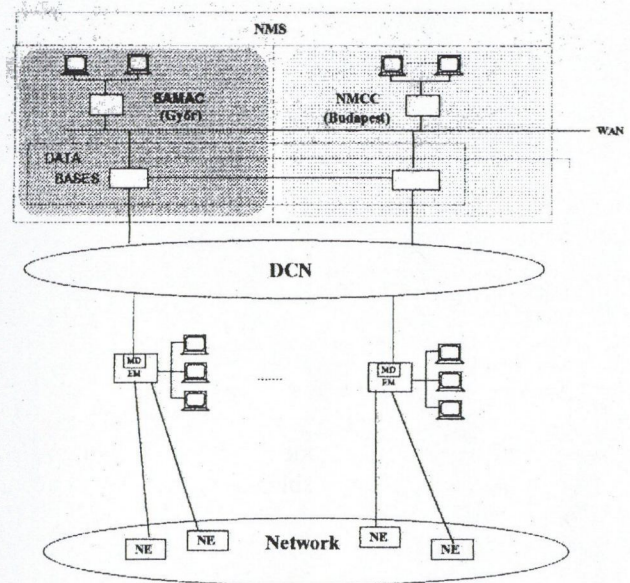 NMS
SAMAC
(Győr)
NMCC
(Budapest)
WAN
DATA
BASES
DCN
MD
EM
MD
EM
NE
NE
Network
NE
NE